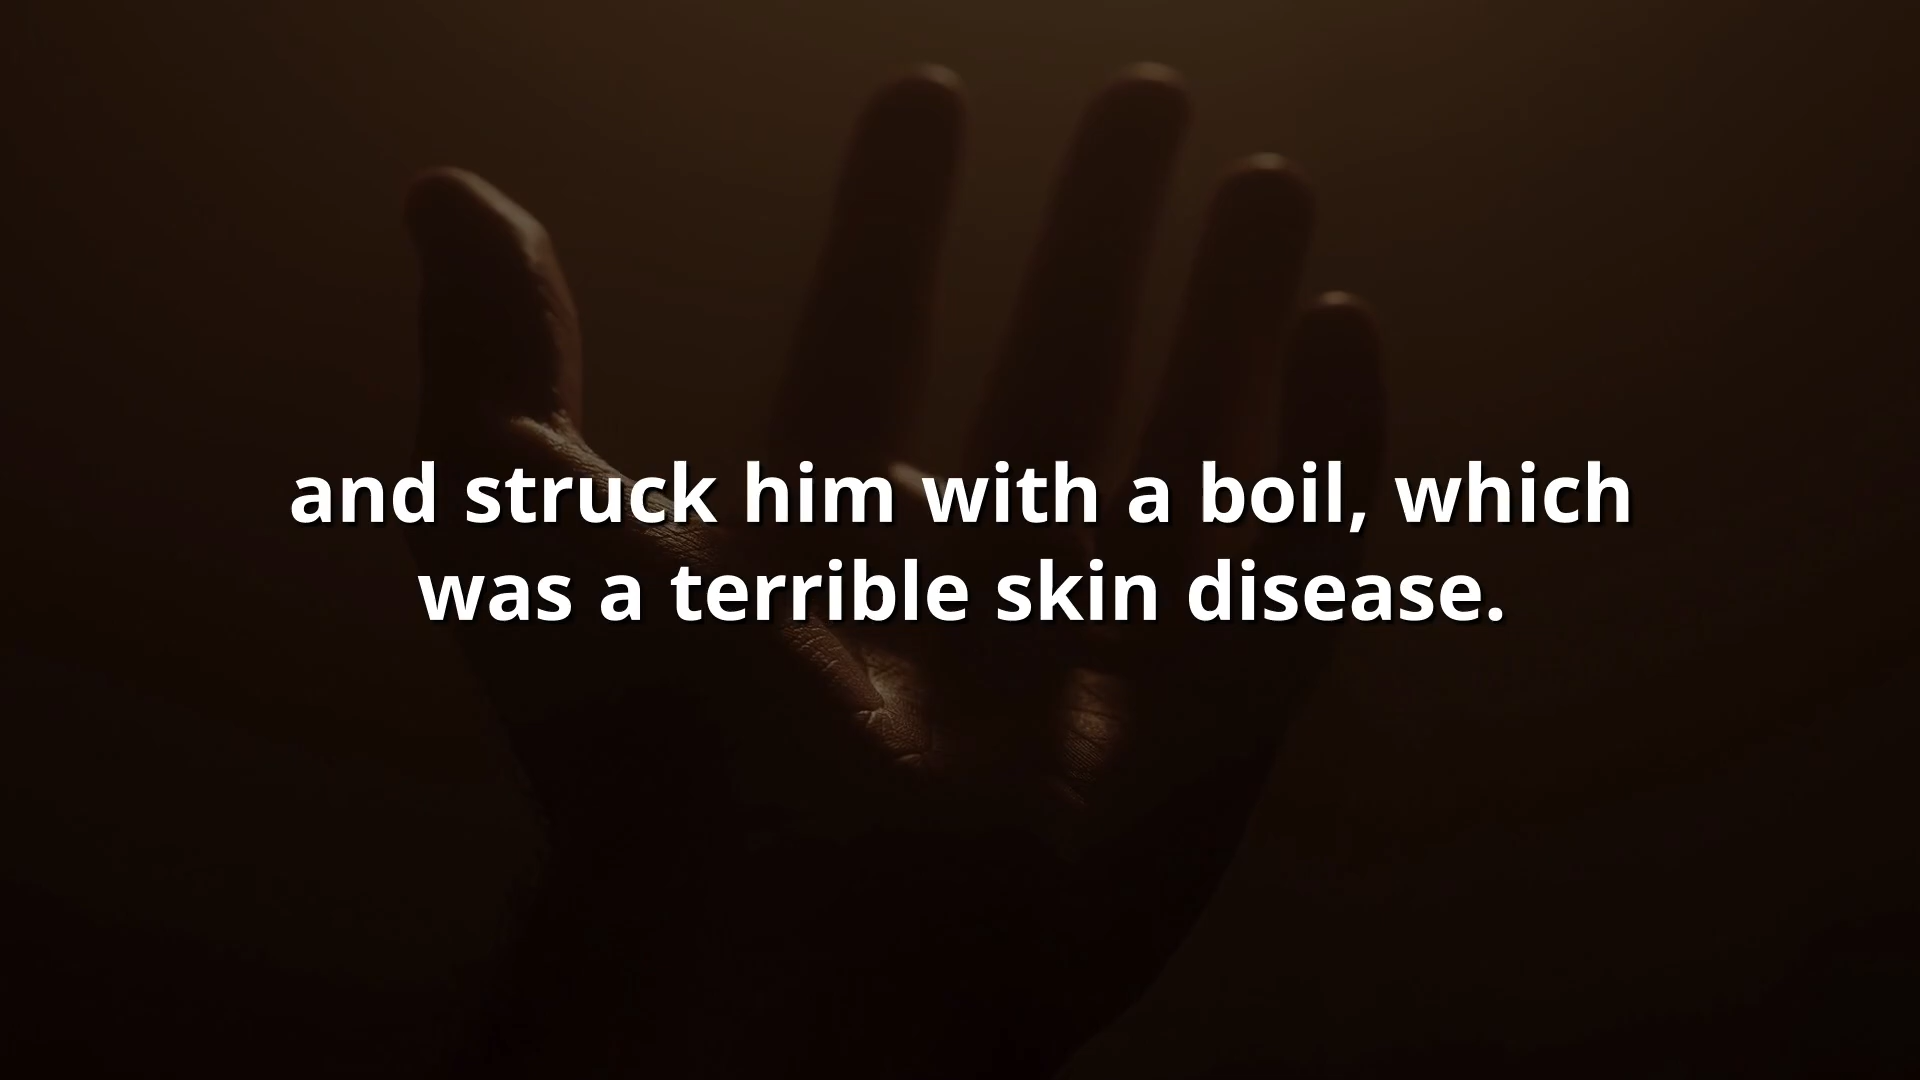 and struck him with a boil, which
was a terrible skin disease.